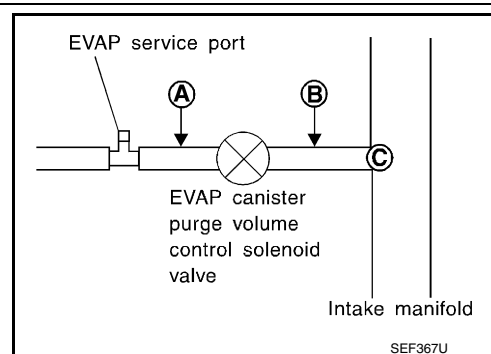 EVAP service port
A
B
C
EVAP canister
purge volume
control solenoid
valve
Intake manifold
SEF367U